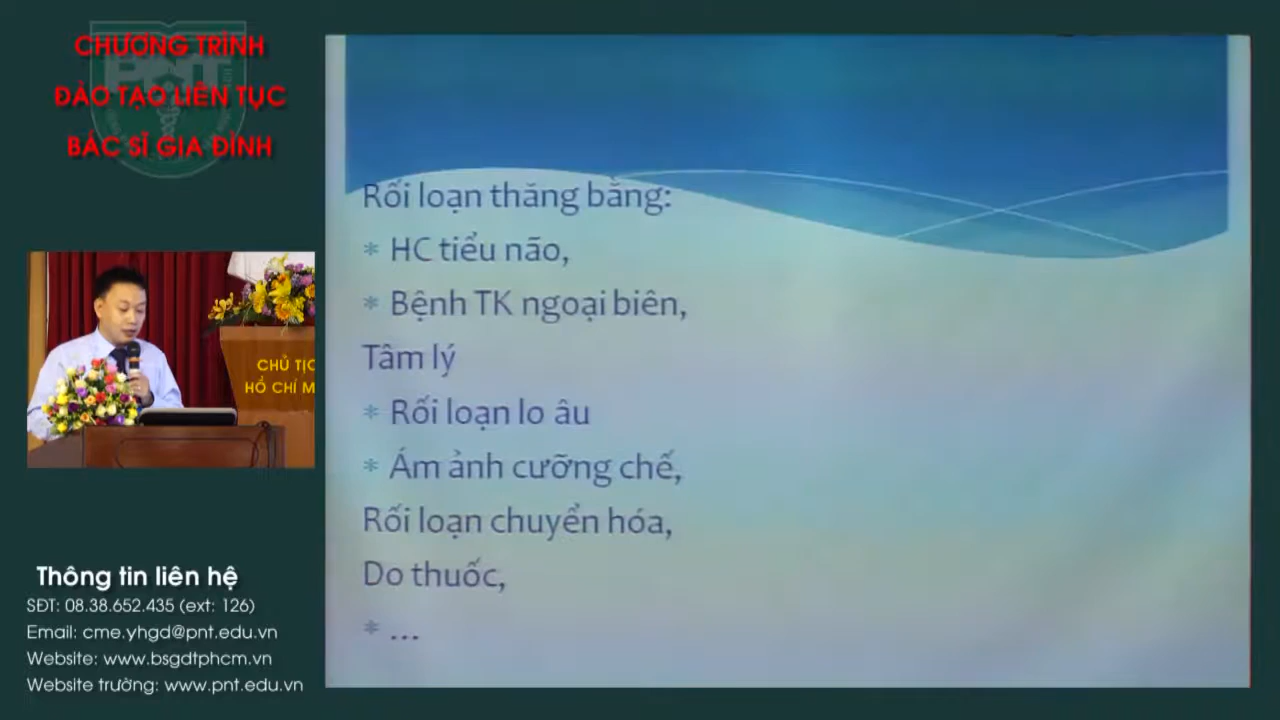 CHƯƠNG TRÌNH
ĐÀO TẠO LIÊN TỤC
BÁC SĨ GIA ĐÌNH
PNT
Rối loạn thăng bằng:
* HC tiểu não,
* Bệnh TK ngoại biên,
Tâm lý
* Rối loạn lo âu
* Ám ảnh cưỡng chế,
Rối loạn chuyển hóa,
Do thuốc,
* ...
CHỦ TỊC
HỒ CHÍ M
Thông tin liên hệ
SĐT: 08.38.652.435 (ext: 126)
Email: cme.yhgd@pnt.edu.vn
Website: www.bsgdtphcm.vn
Website trường: www.pnt.edu.vn